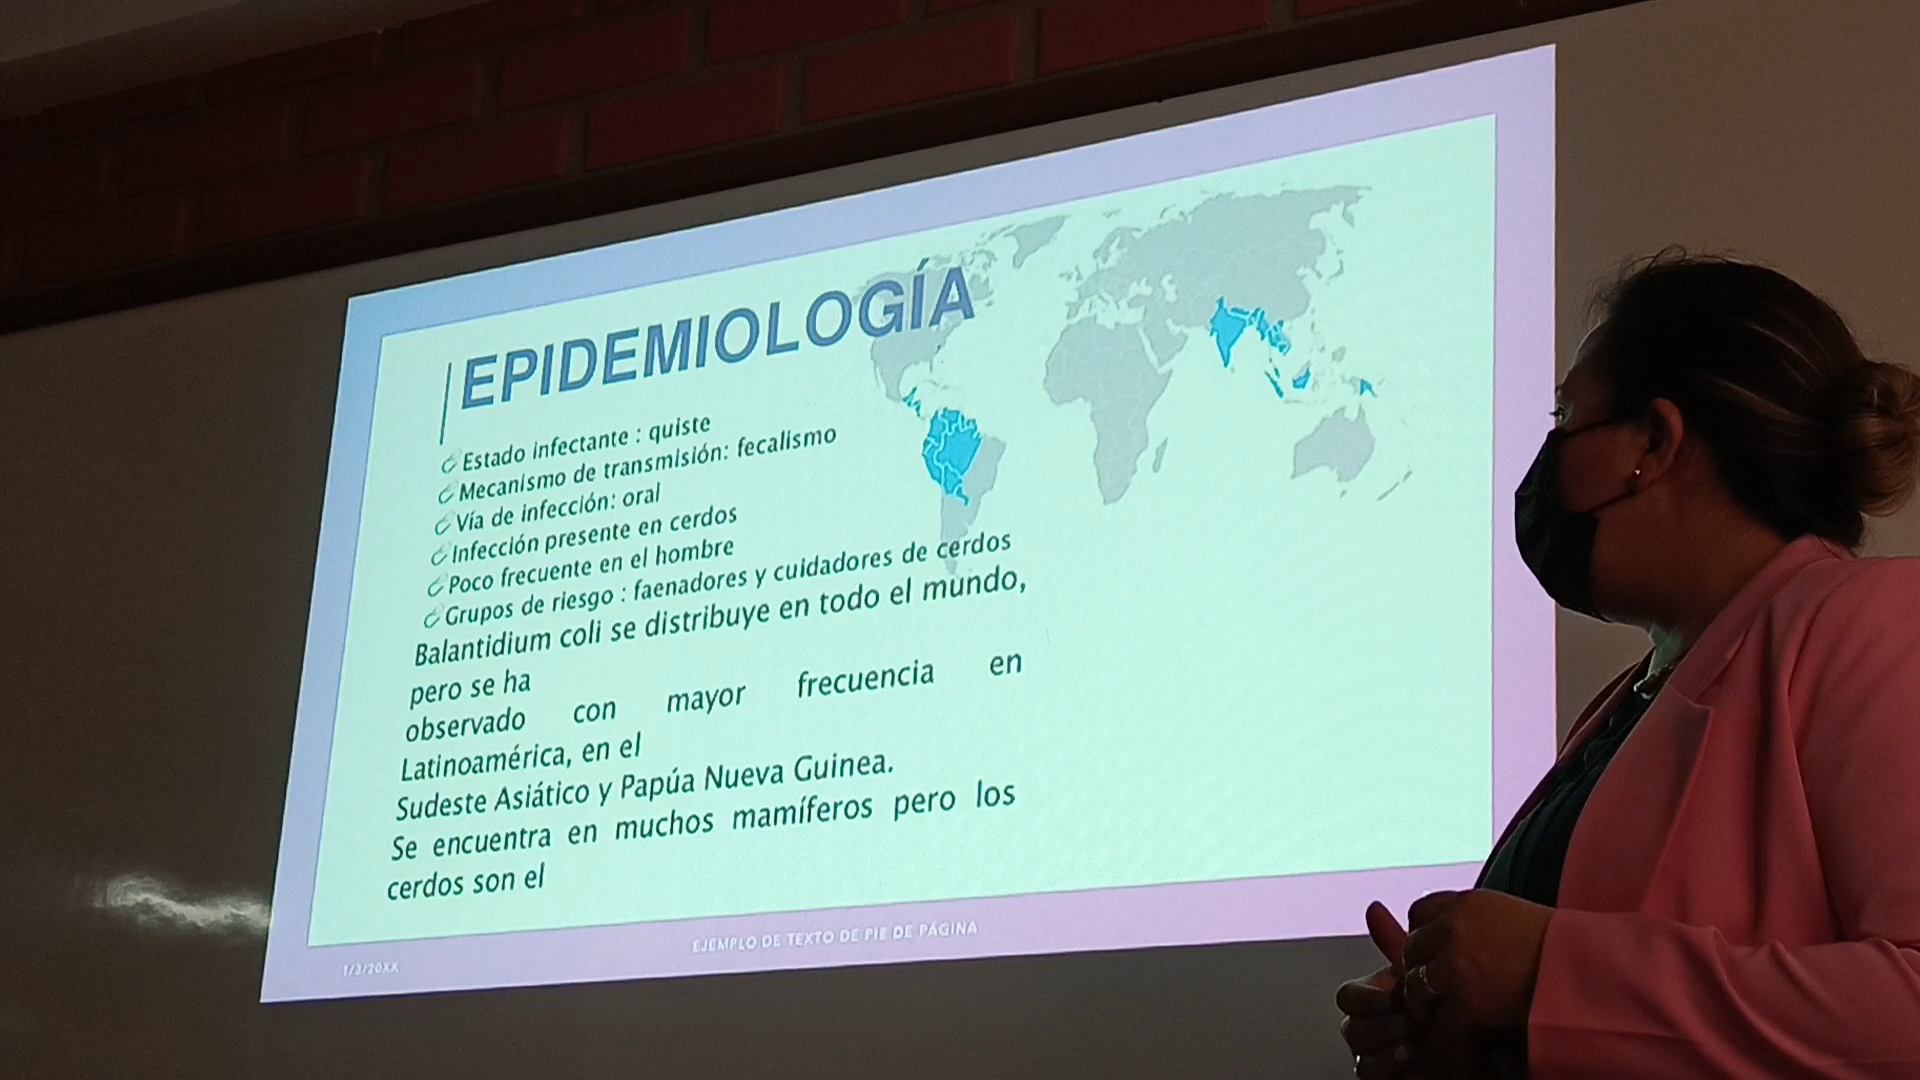 EPIDEMIOLOGÍA
Estado infectante : quiste
Mecanismo de transmisión: fecalismo
Vía de infección: oral
Infección presente en cerdos
Poco frecuente en el hombre
Grupos de riesgo : faenadores y cuidadores de cerdos
Balantidium coli se distribuye en todo el mundo,
pero se ha
observado con mayor frecuencia en
Latinoamérica, en el
Sudeste Asiático y Papúa Nueva Guinea.
Se encuentra en muchos mamíferos pero los
cerdos son el
1/3/20XX
EJEMPLO DE TEXTO DE PIE DE PÁGINA